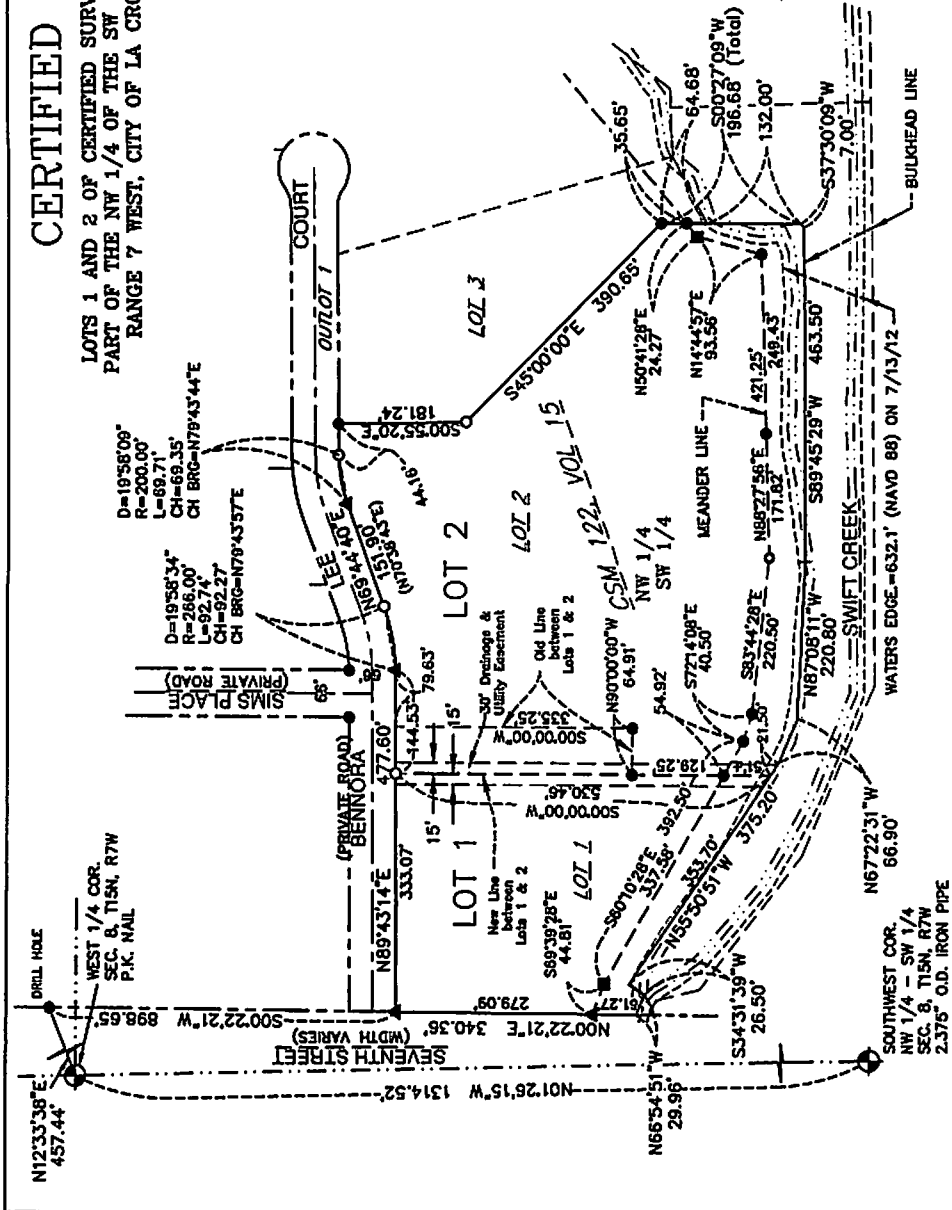 CERTIFIED
LOTS 1 AND 2 OF CERTIFIED SURV
PART OF THE NW 1/4 OF THE SW
RANGE 7 WEST, CITY OF LA CRO
N12°33'38"E
457.44'
DRILL HOLE
WEST 1/4 COR.
SEC. 8, T15N, R7W
P.K. NAIL
898.65'
S00°22'21"W
SEVENTH STREET
(WIDTH VARIES)
N00°22'21"E
340.36'
279.09'
61.27'
N01°26'15"W
1314.52'
(PRIVATE ROAD)
BENNORA
SIMS PLACE
(PRIVATE ROAD)
66'
LEE
COURT
OUTLOT 1
D=19°58'34"
R=266.00'
L=92.74'
CH=92.27'
CH BRG=N79°43'57"E
D=19°58'09"
R=200.00'
L=69.71'
CH=69.35'
CH BRG=N79°43'44"E
N89°43'14"E
477.60'
333.07'
144.53'
79.63'
N69°44'40"E
151.90'
(N70°58'43"E)
44.16'
S00°55'20"E
181.24'
S45°00'00"E
390.65'
LOT 3
LOT 2
LOT 2
CSM 122 VOL 15
NW 1/4
SW 1/4
LOT 1
LOT 1
15'
15'
30' Drainage &
Utility Easement
Old Line
between
Lots 1 & 2
New Line
between
Lots 1 & 2
S00°00'00"W
335.25'
S00°00'00"W
530.46'
N90°00'00"W
64.91'
129.25'
54.92'
S69°39'28"E
44.81'
S60°10'28"E
392.50'
337.58'
S72°14'08"E
40.50'
S83°44'28"E
220.50'
N88°27'56"E
421.25'
171.82'
249.43'
MEANDER LINE
N14°44'57"E
93.56'
N50°41'28"E
24.27'
35.65'
64.68'
S00°27'09"W
196.68' (Total)
132.00'
S37°30'09"W
7.00'
BULKHEAD LINE
S89°45'29"W
463.50'
N87°08'11"W
220.80'
21.50'
N67°22'31"W
66.90'
N55°50'51"W
375.20'
353.70'
S34°31'39"W
26.50'
N66°54'51"W
29.96'
SWIFT CREEK
WATERS EDGE=632.1' (NAVD 88) ON 7/13/12
SOUTHWEST COR.
NW 1/4 - SW 1/4
SEC. 8, T15N, R7W
2.375" O.D. IRON PIPE